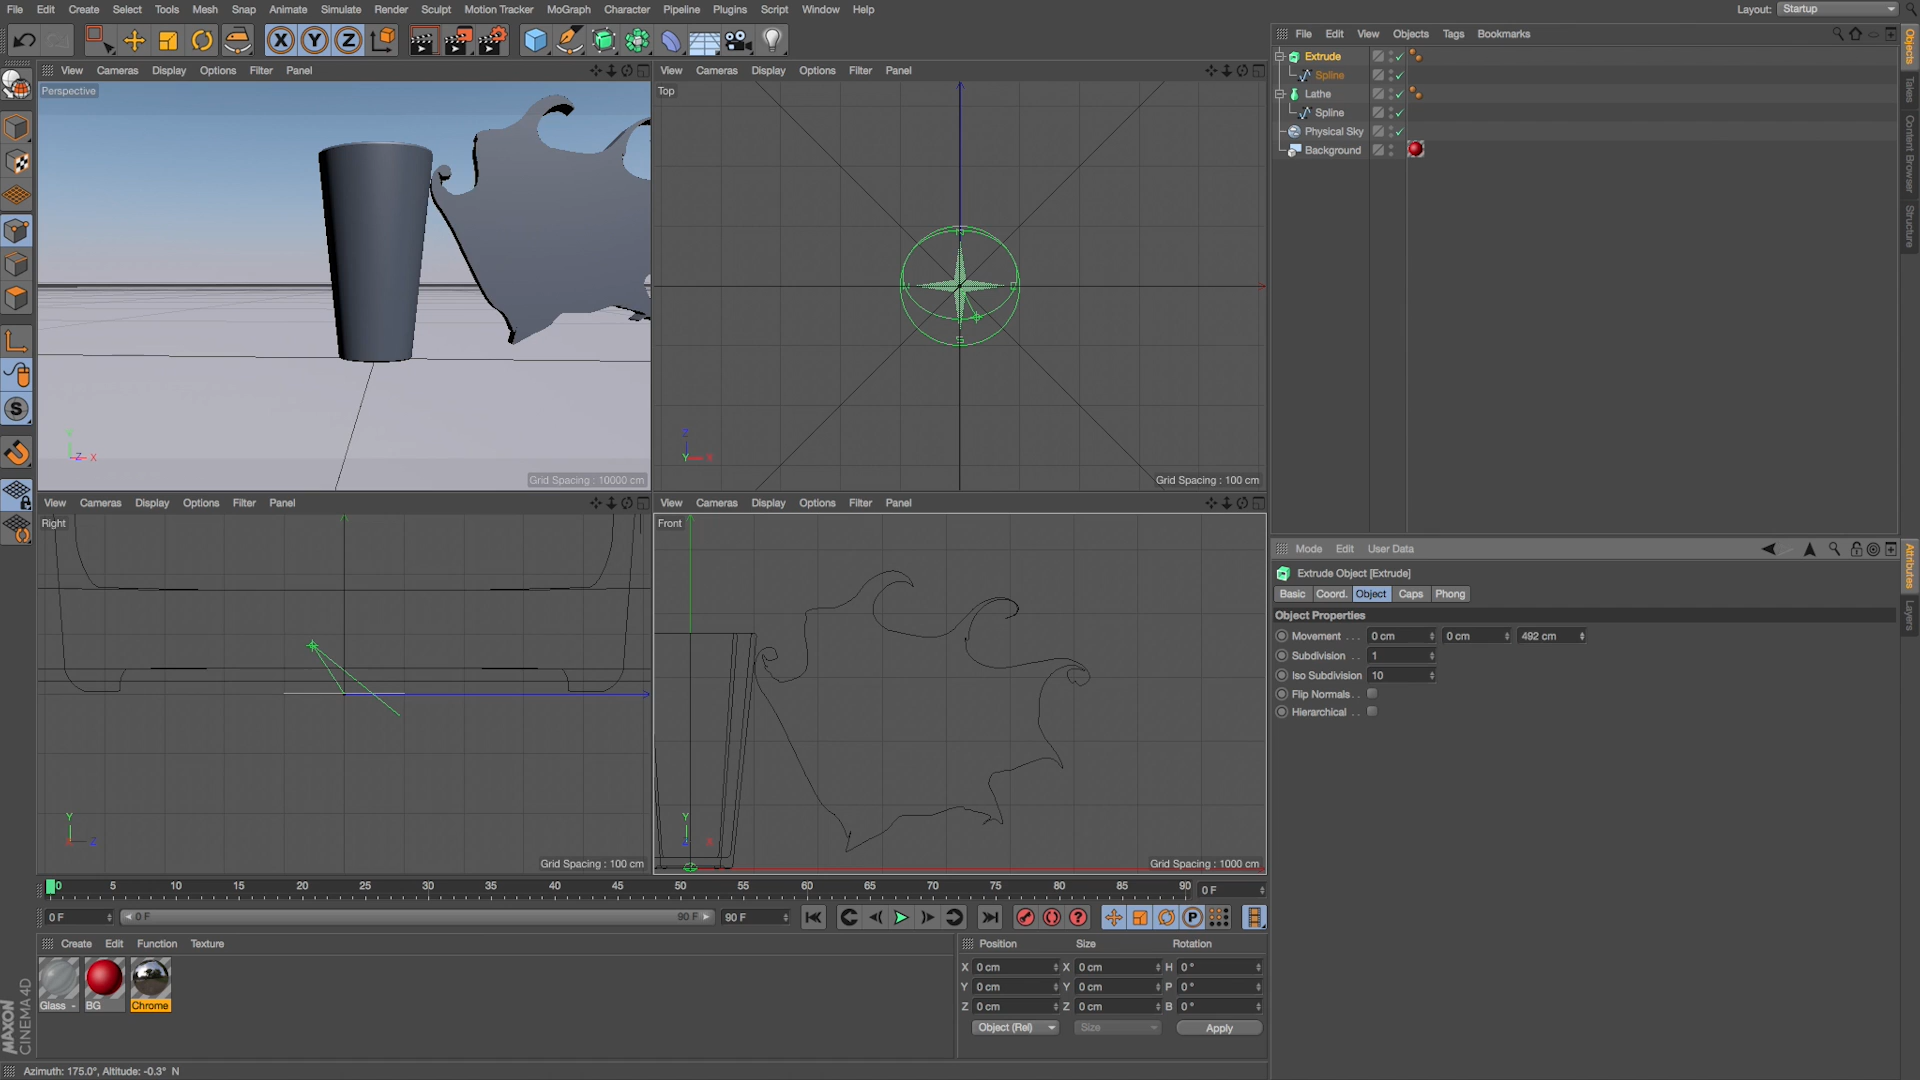 File Edit Create Select Tools Mesh Snap Animate Simulate Render Sculpt Motion Tracker MoGraph Character Pipeline Plugins Script Window Help
Layout: Startup
File Edit View Objects Tags Bookmarks
Objects
Takes
Content Browser
Structure
Extrude
Spline
Lathe
Spline
Physical Sky
Background
View Cameras Display Options Filter Panel
Perspective
Grid Spacing : 10000 cm
Y
Z X
View Cameras Display Options Filter Panel
Top
N
S
Z
Y X
Grid Spacing : 100 cm
View Cameras Display Options Filter Panel
Right
Y
Z
Grid Spacing : 100 cm
View Cameras Display Options Filter Panel
Front
Y
Z X
Grid Spacing : 1000 cm
Mode Edit User Data
Attributes
Layers
Extrude Object [Extrude]
Basic Coord. Object Caps Phong
Object Properties
Movement . . . 0 cm 0 cm 492 cm
Subdivision . . 1
Iso Subdivision 10
Flip Normals. .
Hierarchical . .
0 5 10 15 20 25 30 35 40 45 50 55 60 65 70 75 80 85 90
0 F
0 F 0 F 90 F 90 F
Create Edit Function Texture
Glass - BG Chrome
Position Size Rotation
X 0 cm X 0 cm H 0 °
Y 0 cm Y 0 cm P 0 °
Z 0 cm Z 0 cm B 0 °
Object (Rel) Size Apply
MAXON
CINEMA 4D
Azimuth: 175.0°, Altitude: -0.3° N